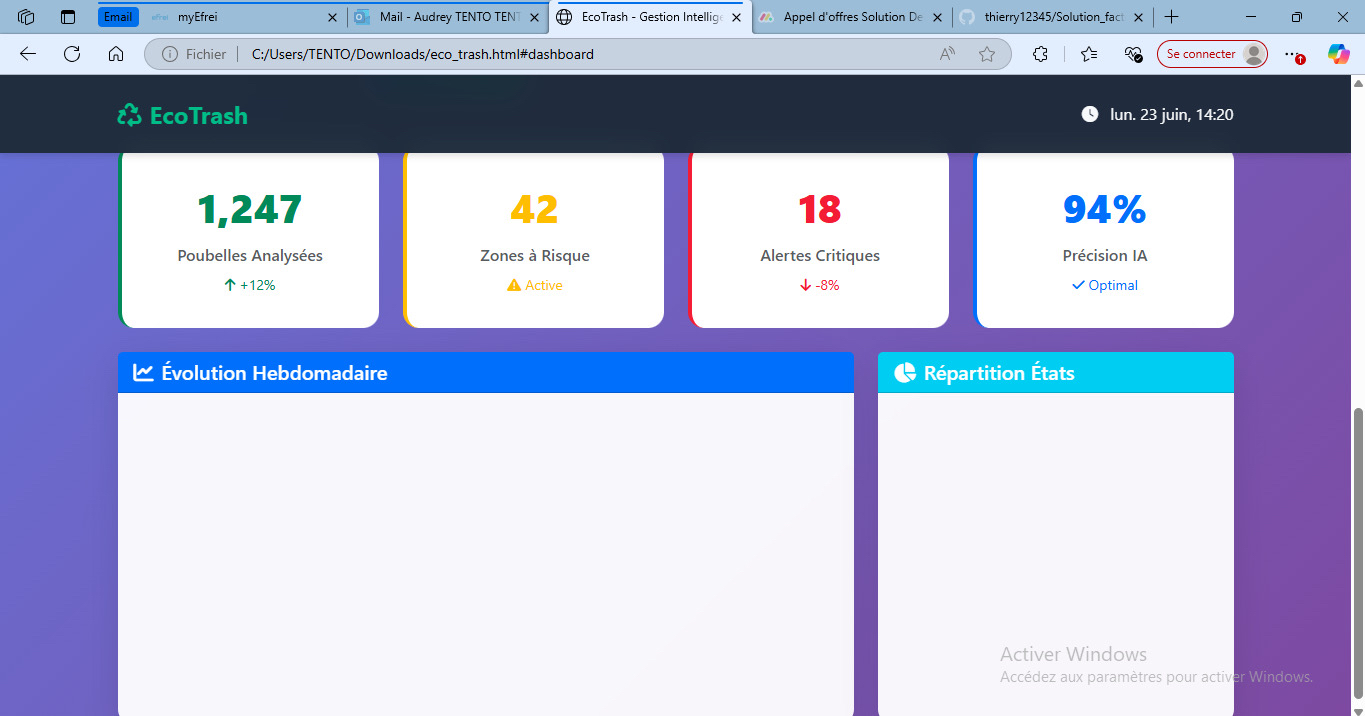 Email
myEfrei
Mail - Audrey TENTO TENT
EcoTrash - Gestion Intellige
Appel d'offres Solution De
thierry12345/Solution_fact
Fichier
C:/Users/TENTO/Downloads/eco_trash.html#dashboard
Se connecter
EcoTrash
lun. 23 juin, 14:20
1,247
42
18
94%
Poubelles Analysées
Zones à Risque
Alertes Critiques
Précision IA
+12%
Active
-8%
Optimal
Évolution Hebdomadaire
Répartition États
Activer Windows
Accédez aux paramètres pour activer Windows.